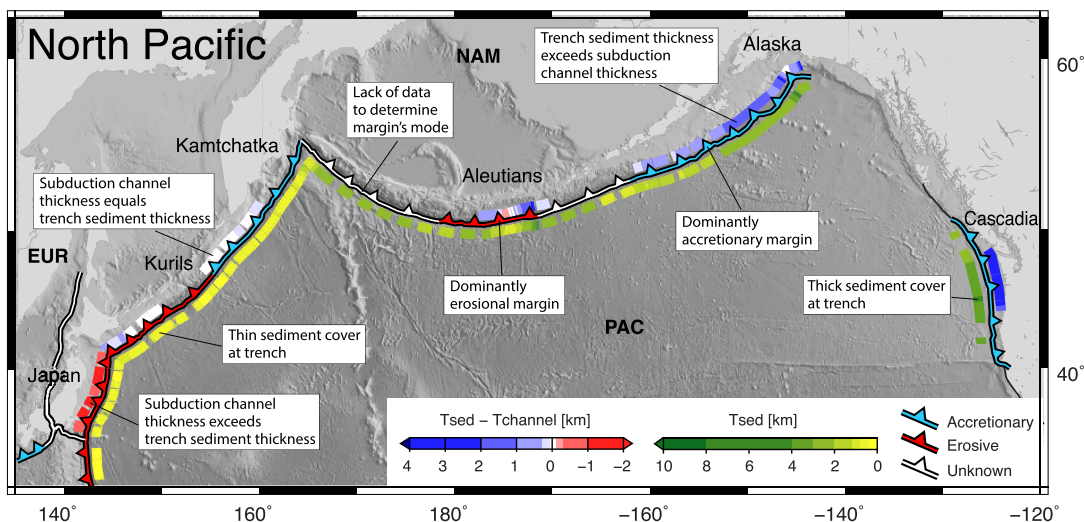 North Pacific
NAM
Trench sediment thickness
exceeds subduction
channel thickness
Alaska
60°
Lack of data
to determine
margin's mode
Kamtchatka
Aleutians
Subduction channel
thickness equals
trench sediment thickness
Dominantly
accretionary margin
Cascadia
EUR
Kurils
Dominantly
erosional margin
Thick sediment cover
at trench
PAC
Thin sediment cover
at trench
Japan
40°
Subduction channel
thickness exceeds
trench sediment thickness
Tsed − Tchannel [km]
4 3 2 1 0 −1 −2
Tsed [km]
10 8 6 4 2 0
Accretionary
Erosive
Unknown
140° 160° 180° −160° −140° −120°